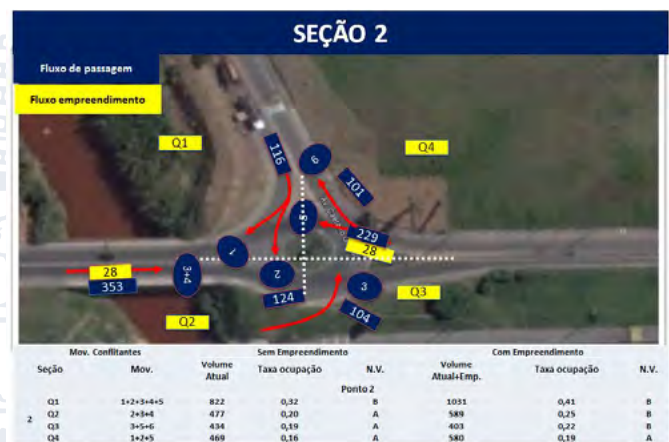 SEÇÃO 2
Fluxo de passagem
Fluxo empreendimento
Q1
Q4
116
6
101
5
229
28
1
28
353
3+4
2
124
3
104
Q3
Q2
Mov. Conflitantes Sem Empreendimento Com Empreendimento
Seção Mov. Volume Atual Taxa ocupação N.V. Volume Atual+Emp. Taxa ocupação N.V.
Ponto 2
2
Q1 1+2+3+4+5 822 0,32 B 1031 0,41 B
Q2 2+3+4 477 0,20 A 589 0,25 B
Q3 3+5+6 434 0,19 A 403 0,22 B
Q4 1+2+5 469 0,16 A 580 0,19 A